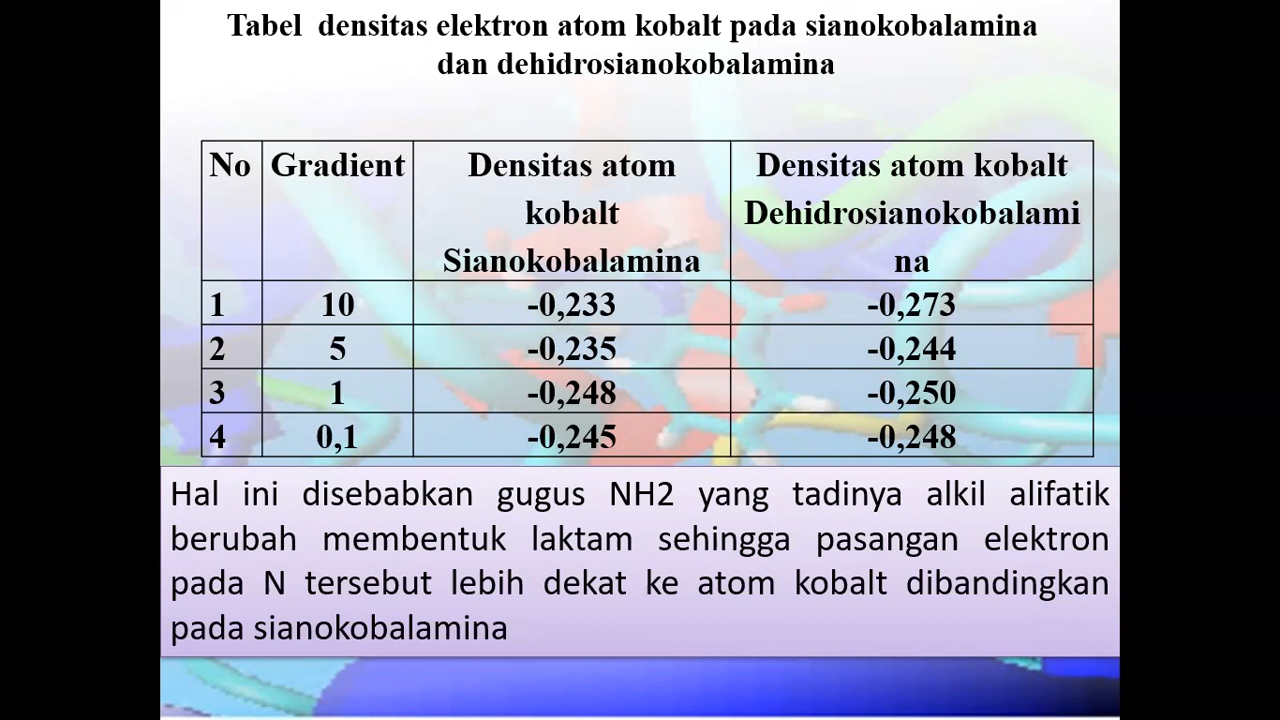 Tabel densitas elektron atom kobalt pada sianokobalamina
dan dehidrosianokobalamina
No Gradient Densitas atom kobalt Sianokobalamina Densitas atom kobalt Dehidrosianokobalamina
1 10 -0,233 -0,273
2 5 -0,235 -0,244
3 1 -0,248 -0,250
4 0,1 -0,245 -0,248
Hal ini disebabkan gugus NH2 yang tadinya alkil alifatik
berubah membentuk laktam sehingga pasangan elektron
pada N tersebut lebih dekat ke atom kobalt dibandingkan
pada sianokobalamina